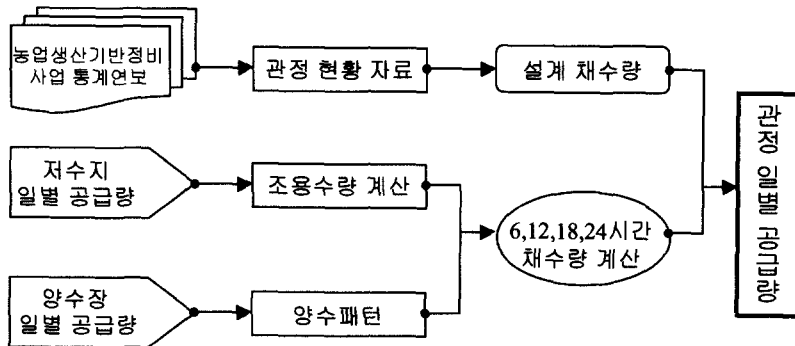 농업생산기반정비
사업 통계연보
관정 현황 자료
설계 채수량
저수지
일별 공급량
조용수량 계산
6,12,18,24시간
채수량 계산
양수장
일별 공급량
양수패턴
관정 일별 공급량